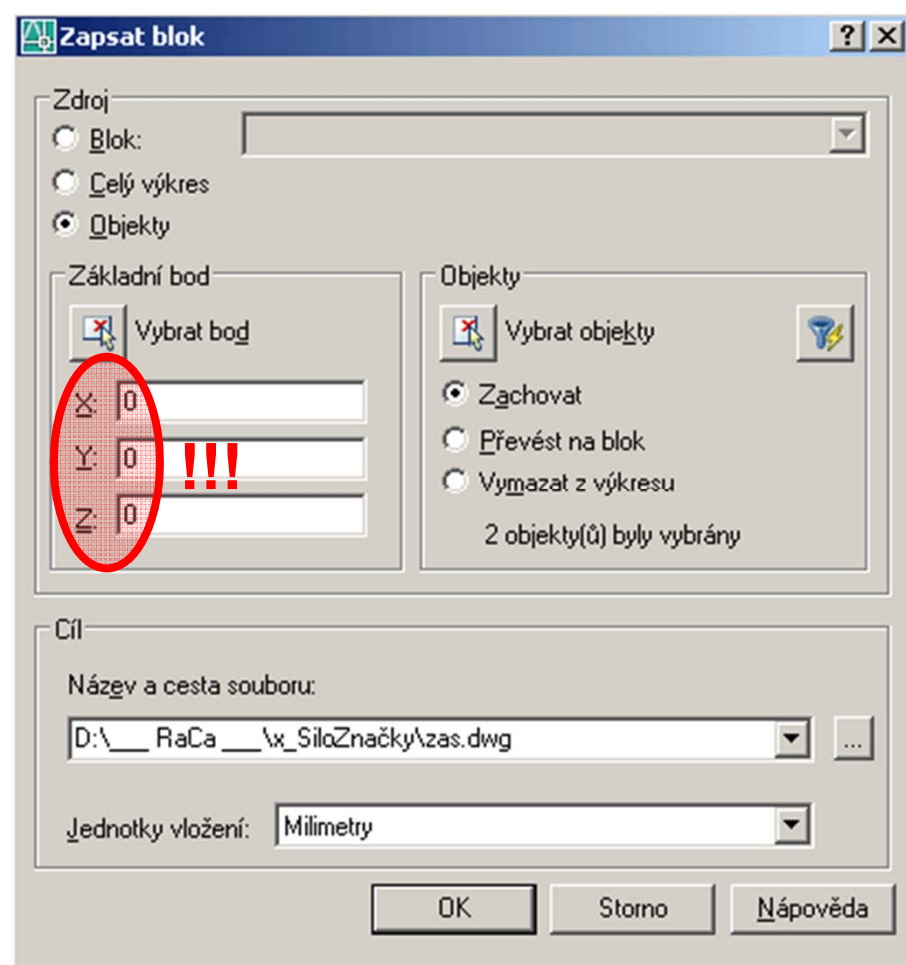 Zapsat blok
Zdroj
Blok:
Celý výkres
Objekty
Základní bod
Vybrat bod
X: 0
Y: 0 !!!
Z: 0
Objekty
Vybrat objekty
Zachovat
Převést na blok
Vymazat z výkresu
2 objekty(ů) byly vybrány
Cíl
Název a cesta souboru:
D:\___ RaCa ___\x_SiloZnačky\zas.dwg
...
Jednotky vložení: Milimetry
OK Storno Nápověda